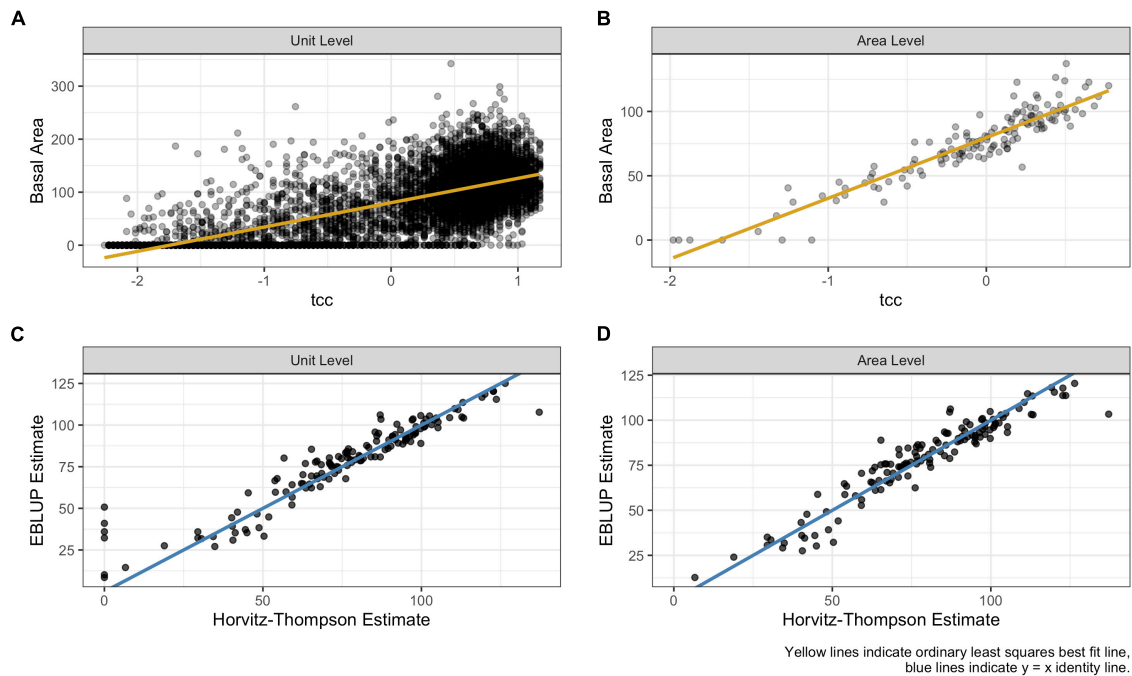 A
Unit Level
300
200
100
0
Basal Area
-2 -1 0 1
tcc
B
Area Level
100
50
0
Basal Area
-2 -1 0
tcc
C
Unit Level
125
100
75
50
25
EBLUP Estimate
0 50 100
Horvitz-Thompson Estimate
D
Area Level
125
100
75
50
25
EBLUP Estimate
0 50 100
Horvitz-Thompson Estimate
Yellow lines indicate ordinary least squares best fit line,
blue lines indicate y = x identity line.